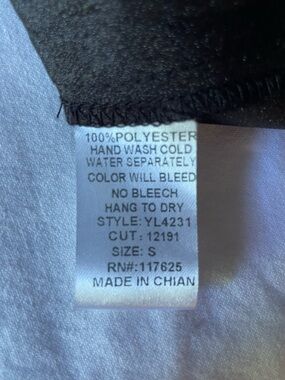 100%POLYESTER
HAND WASH COLD
WATER SEPARATELY
COLOR WILL BLEED
NO BLEECH
HANG TO DRY
STYLE: YL4231
CUT: 12191
SIZE: S
RN#:117625
MADE IN CHIAN